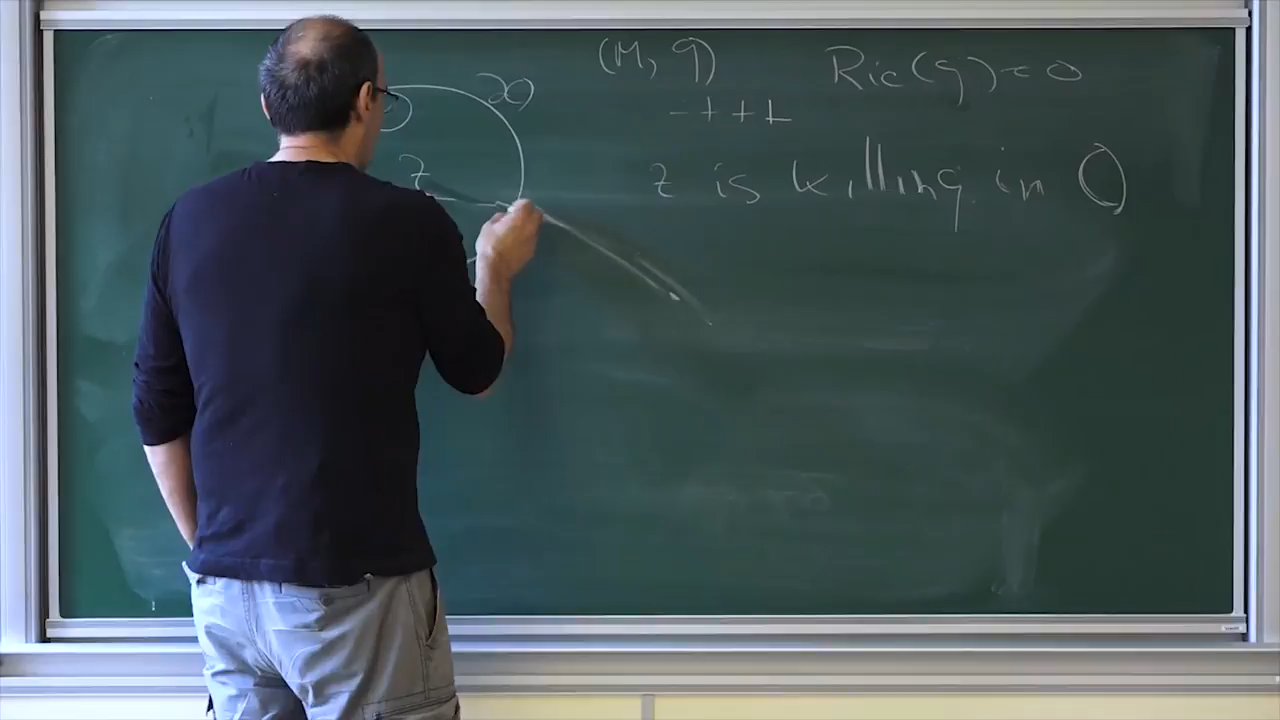 (M, g) Ric(g) = 0
- + + +
∂O
Z
Z is killing in O